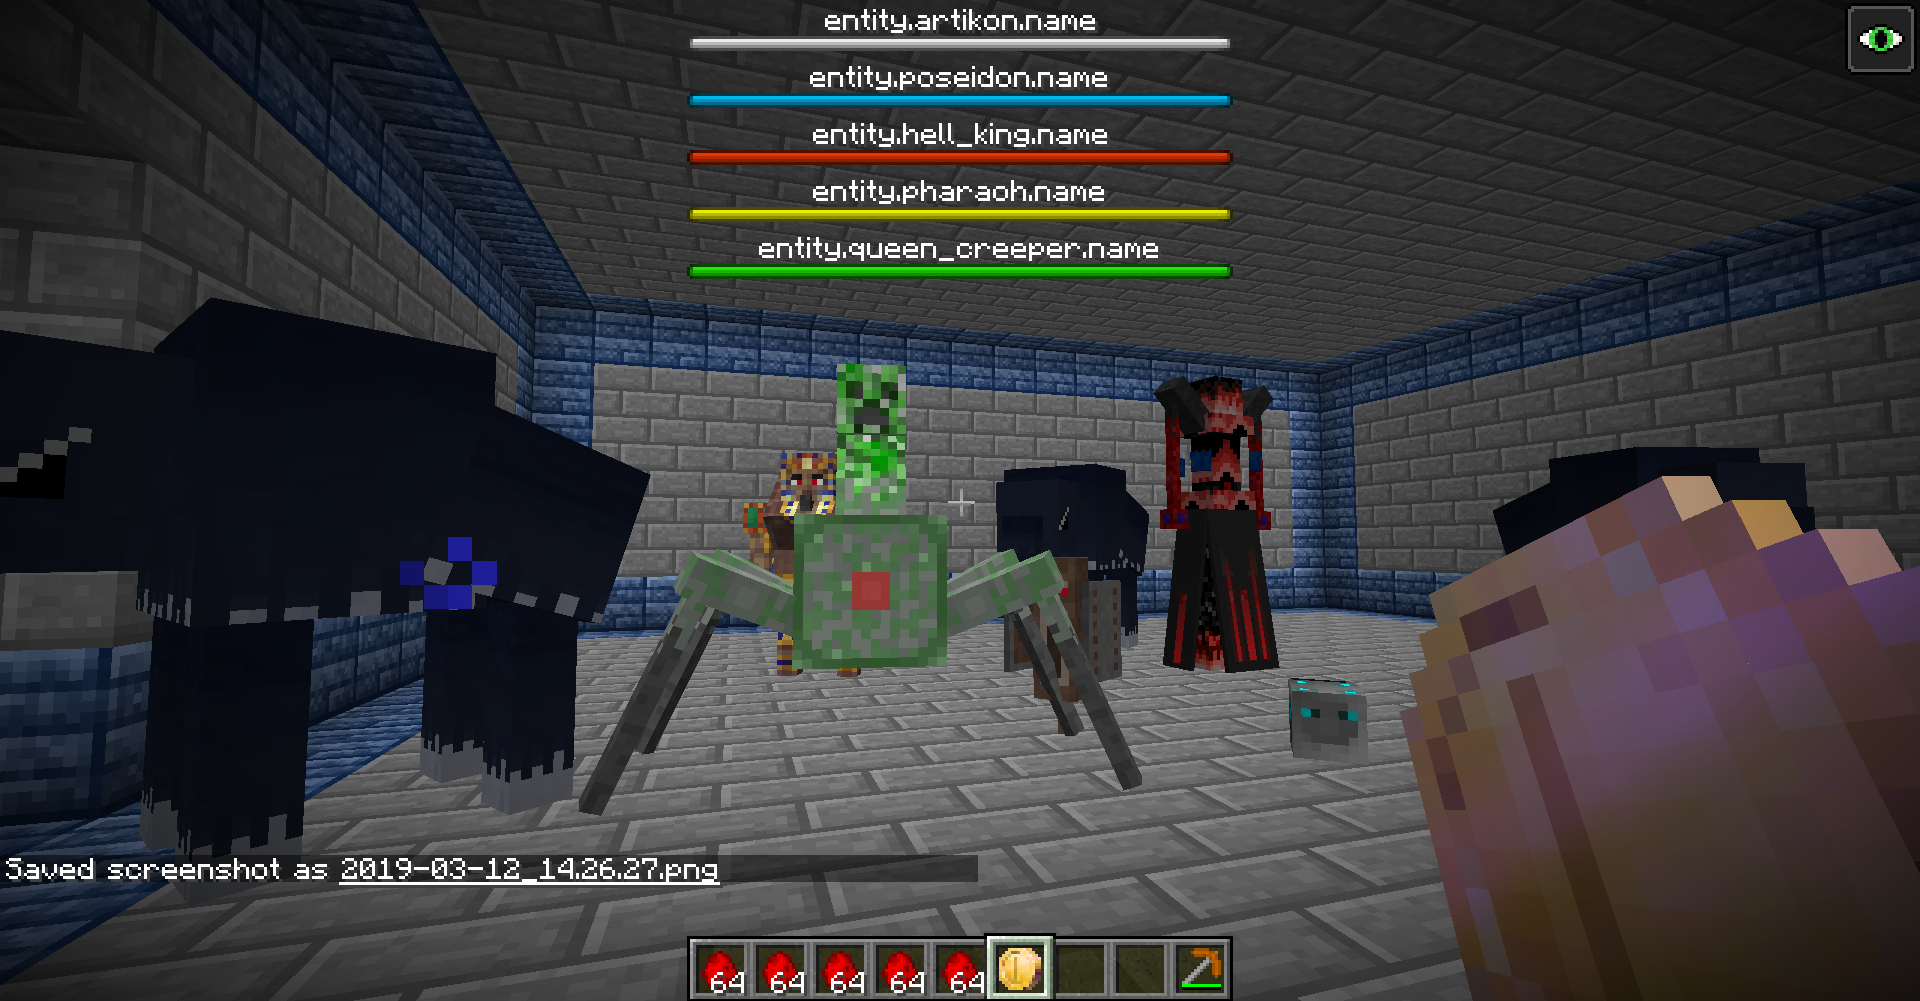 entity.artikon.name
entity.poseidon.name
entity.hell_king.name
entity.pharaoh.name
entity.queen_creeper.name
Saved screenshot as 2019-03-12_14.26.27.png
64 64 64 64 64